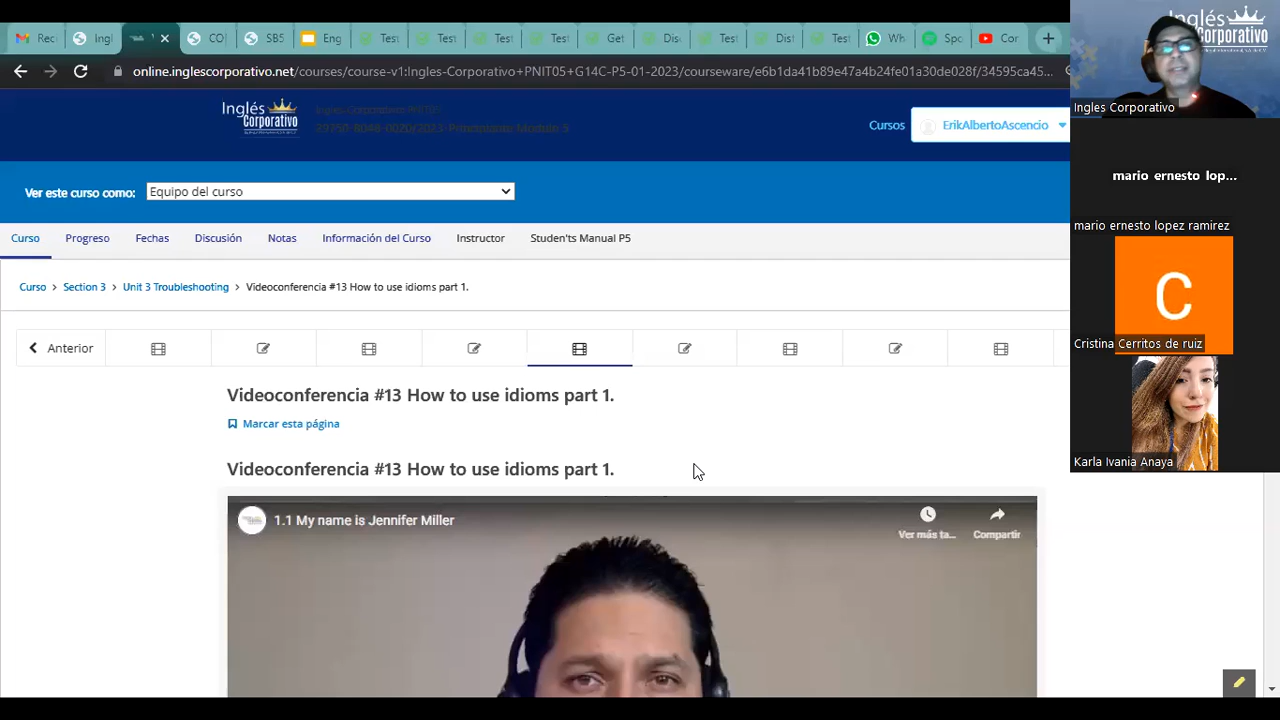 Rec
Ingl
V
CO
SB5
Eng
Test
Test
Test
Test
Get
Disc
Test
Dist
Test
Wh
Spo
Cor
online.inglescorporativo.net/courses/course-v1:Ingles-Corporativo+PNIT05+G14C-P5-01-2023/courseware/e6b1da41b89e47a4b24fe01a30de028f/34595ca45...
Inglés
Corporativo
Cursos
ErikAlbertoAscencio
Ver este curso como:
Equipo del curso
Curso
Progreso
Fechas
Discusión
Notas
Información del Curso
Instructor
Studen'ts Manual P5
Curso > Section 3 > Unit 3 Troubleshooting > Videoconferencia #13 How to use idioms part 1.
Anterior
Videoconferencia #13 How to use idioms part 1.
Marcar esta página
Videoconferencia #13 How to use idioms part 1.
1.1 My name is Jennifer Miller
Ver más ta...
Compartir
Inglés
Corporativo
Ingles Corporativo
mario ernesto lop...
mario ernesto lopez ramirez
C
Cristina Cerritos de ruiz
Karla Ivania Anaya